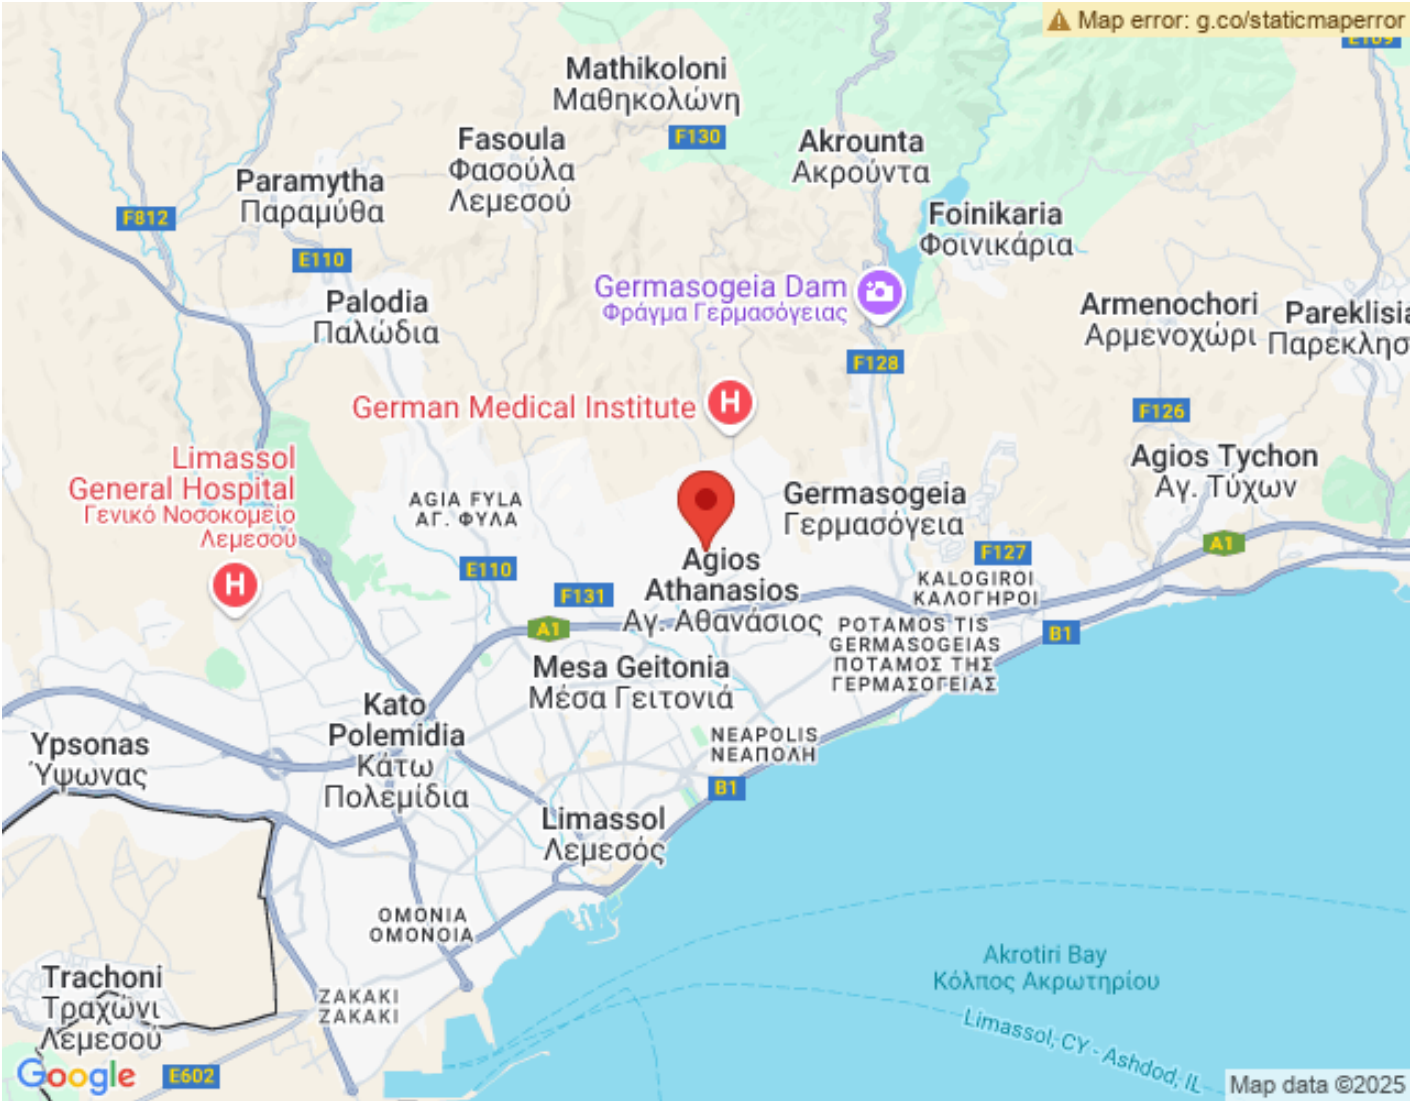 Map error: g.co/staticmaperror
E109
Mathikoloni
Μαθηκολώνη
F130
Fasoula
Φασούλα
Λεμεσού
Akrounta
Ακρούντα
Paramytha
Παραμύθα
F812
E110
Foinikaria
Φοινικάρια
Germasogeia Dam
Φράγμα Γερμασόγειας
Palodia
Παλώδια
Armenochori
Αρμενοχώρι
Pareklisia
Παρεκλησ
F128
German Medical Institute
H
F126
Limassol
General Hospital
Γενικό Νοσοκομείο
Λεμεσού
H
AGIA FYLA
ΑΓ. ΦΥΛΑ
Germasogeia
Γερμασόγεια
Agios Tychon
Αγ. Τύχων
A1
E110
F131
F127
Agios
Athanasios
Αγ. Αθανάσιος
KALOGIROI
ΚΑΛΟΓΗΡΟΙ
A1
POTAMOS TIS
GERMASOGEIAS
ΠΟΤΑΜΟΣ ΤΗΣ
ΓΕΡΜΑΣΟΓΕΙΑΣ
B1
Mesa Geitonia
Μέσα Γειτονιά
Kato
Polemidia
Κάτω
Πολεμίδια
Ypsonas
Ύψωνας
NEAPOLIS
ΝΕΑΠΟΛΗ
B1
Limassol
Λεμεσός
OMONIA
ΟΜΟΝΟΙΑ
Akrotiri Bay
Κόλπος Ακρωτηρίου
Trachoni
Τραχώνι
Λεμεσού
ZAKAKI
ΖΑΚΑΚΙ
Limassol, CY - Ashdod, IL
Google
E602
Map data ©2025